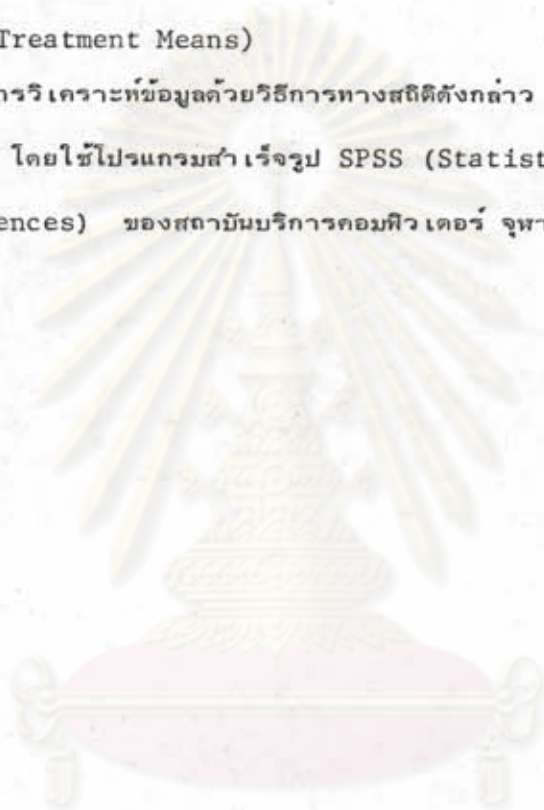 Treatment Means)
ารวิเคราะห์ข้อมูลด้วยวิธีการทางสถิติดังกล่าว
โดยใช้โปรแกรมสำเร็จรูป SPSS (Statist
ences) ของสถาบันบริการคอมพิวเตอร์ จุฬา